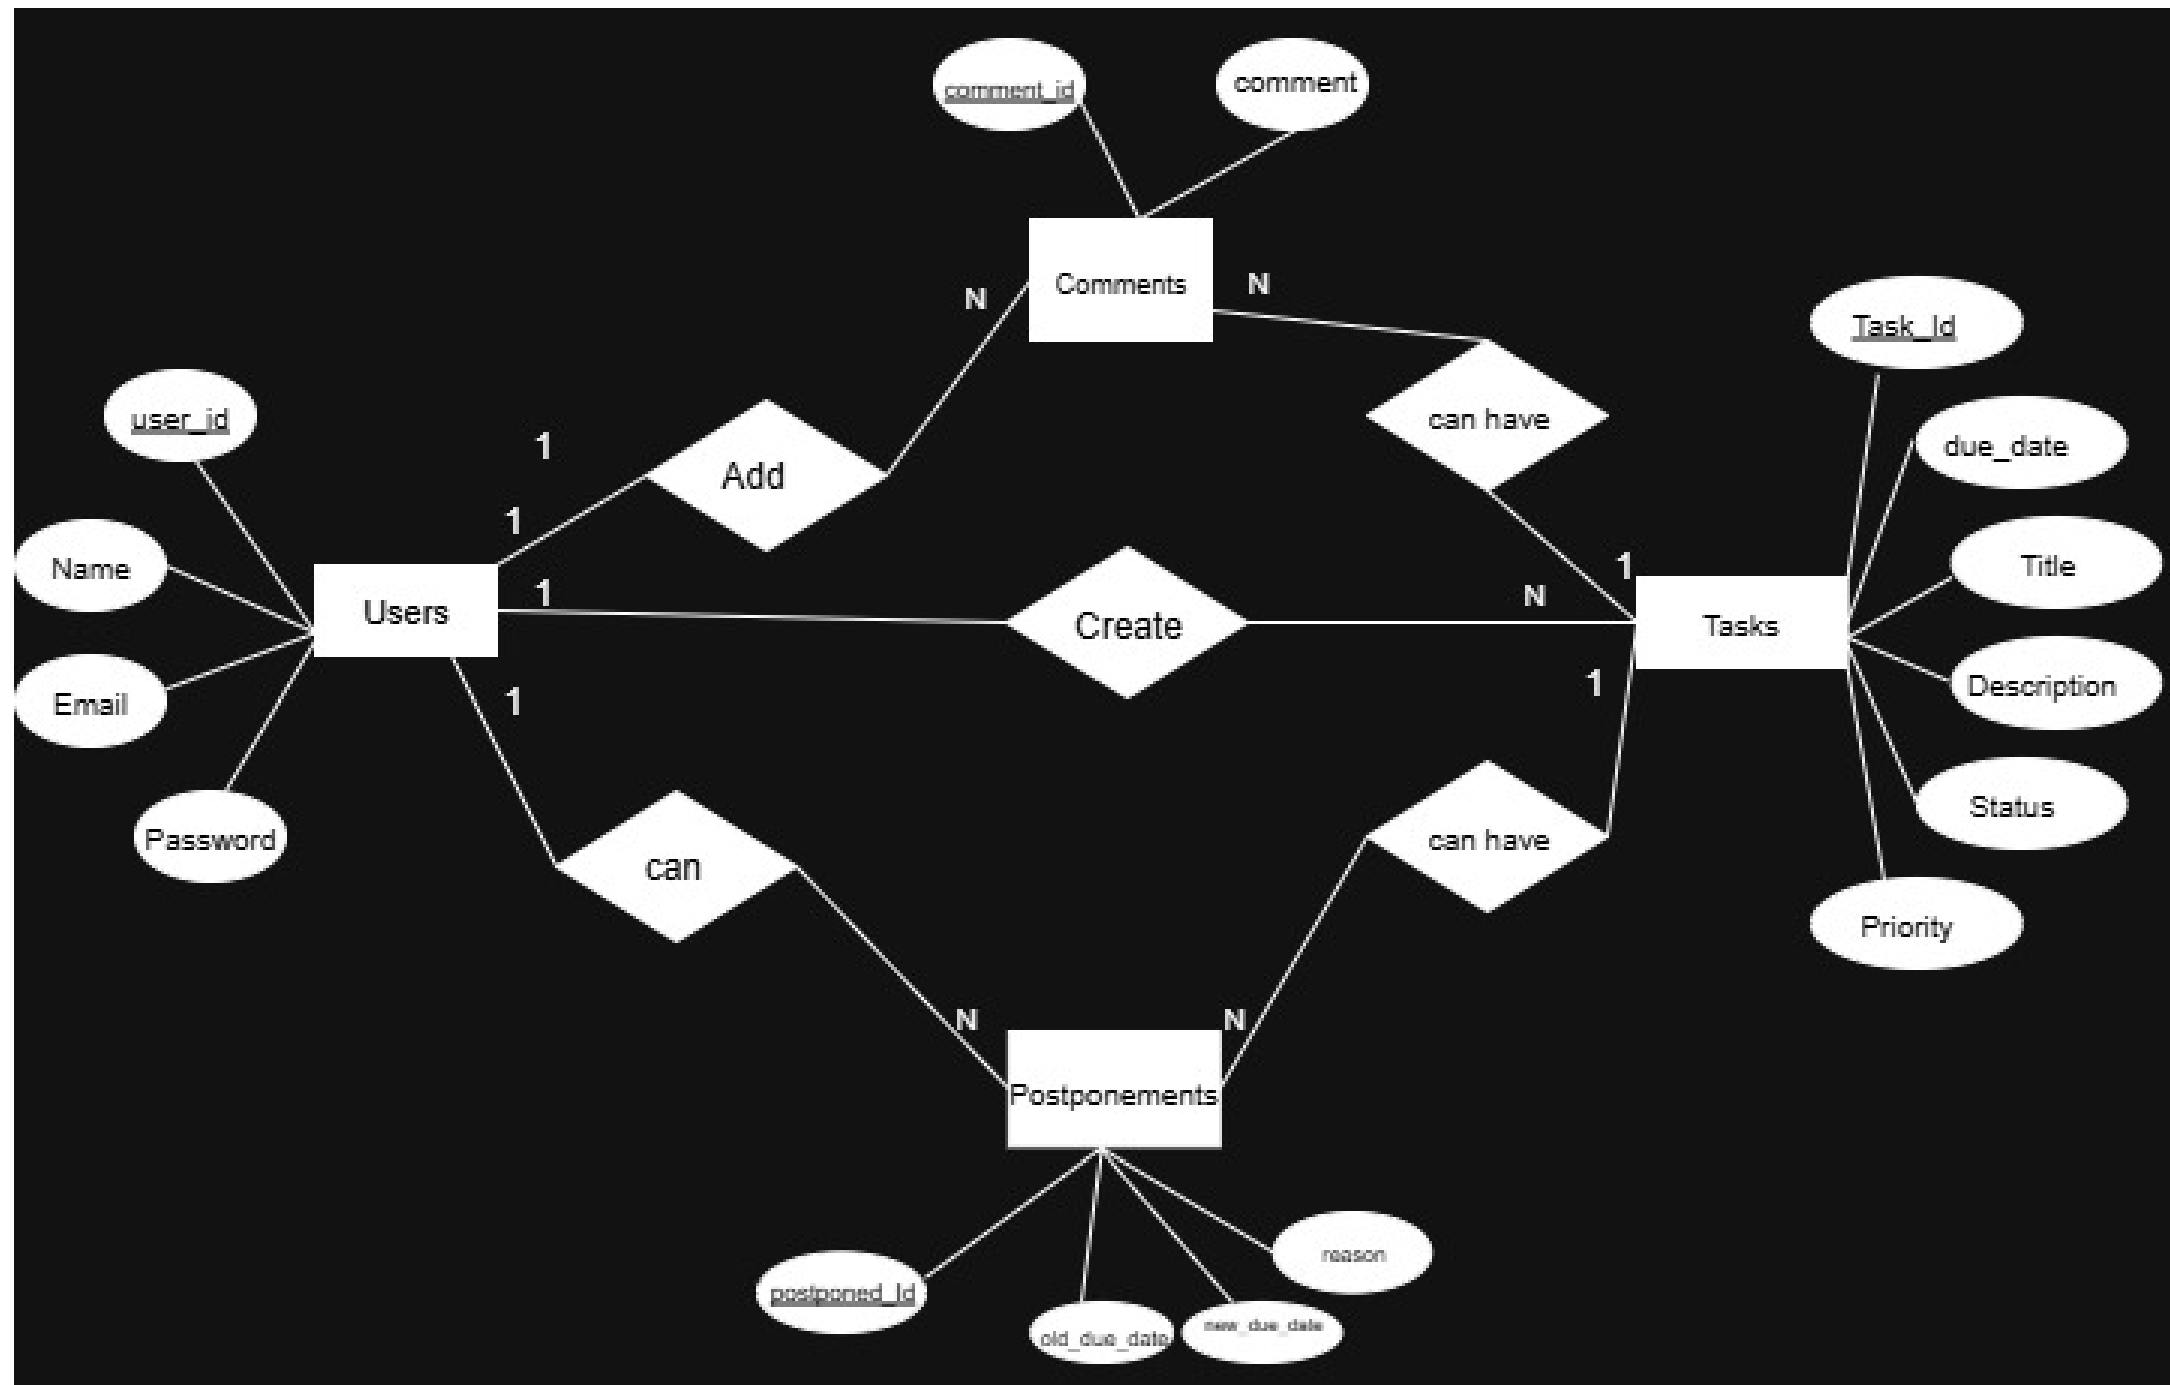 comment_id
comment
Comments
N
N
Task_Id
user_id
can have
due_date
1
Add
1
Name
1
1
N
Title
Users
Create
Tasks
Email
1
1
Description
Password
can
can have
Status
Priority
N
N
Postponements
reason
postponed_Id
old_due_date
new_due_date